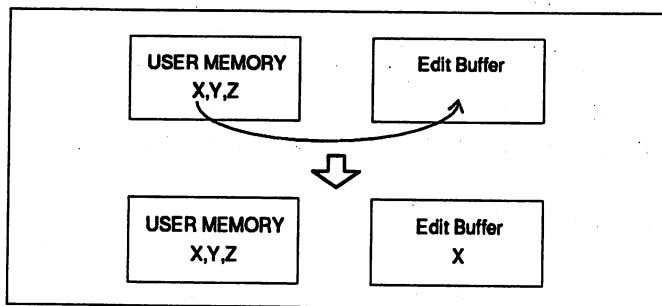 USER MEMORY
X,Y,Z
Edit Buffer
USER MEMORY
X,Y,Z
Edit Buffer
X